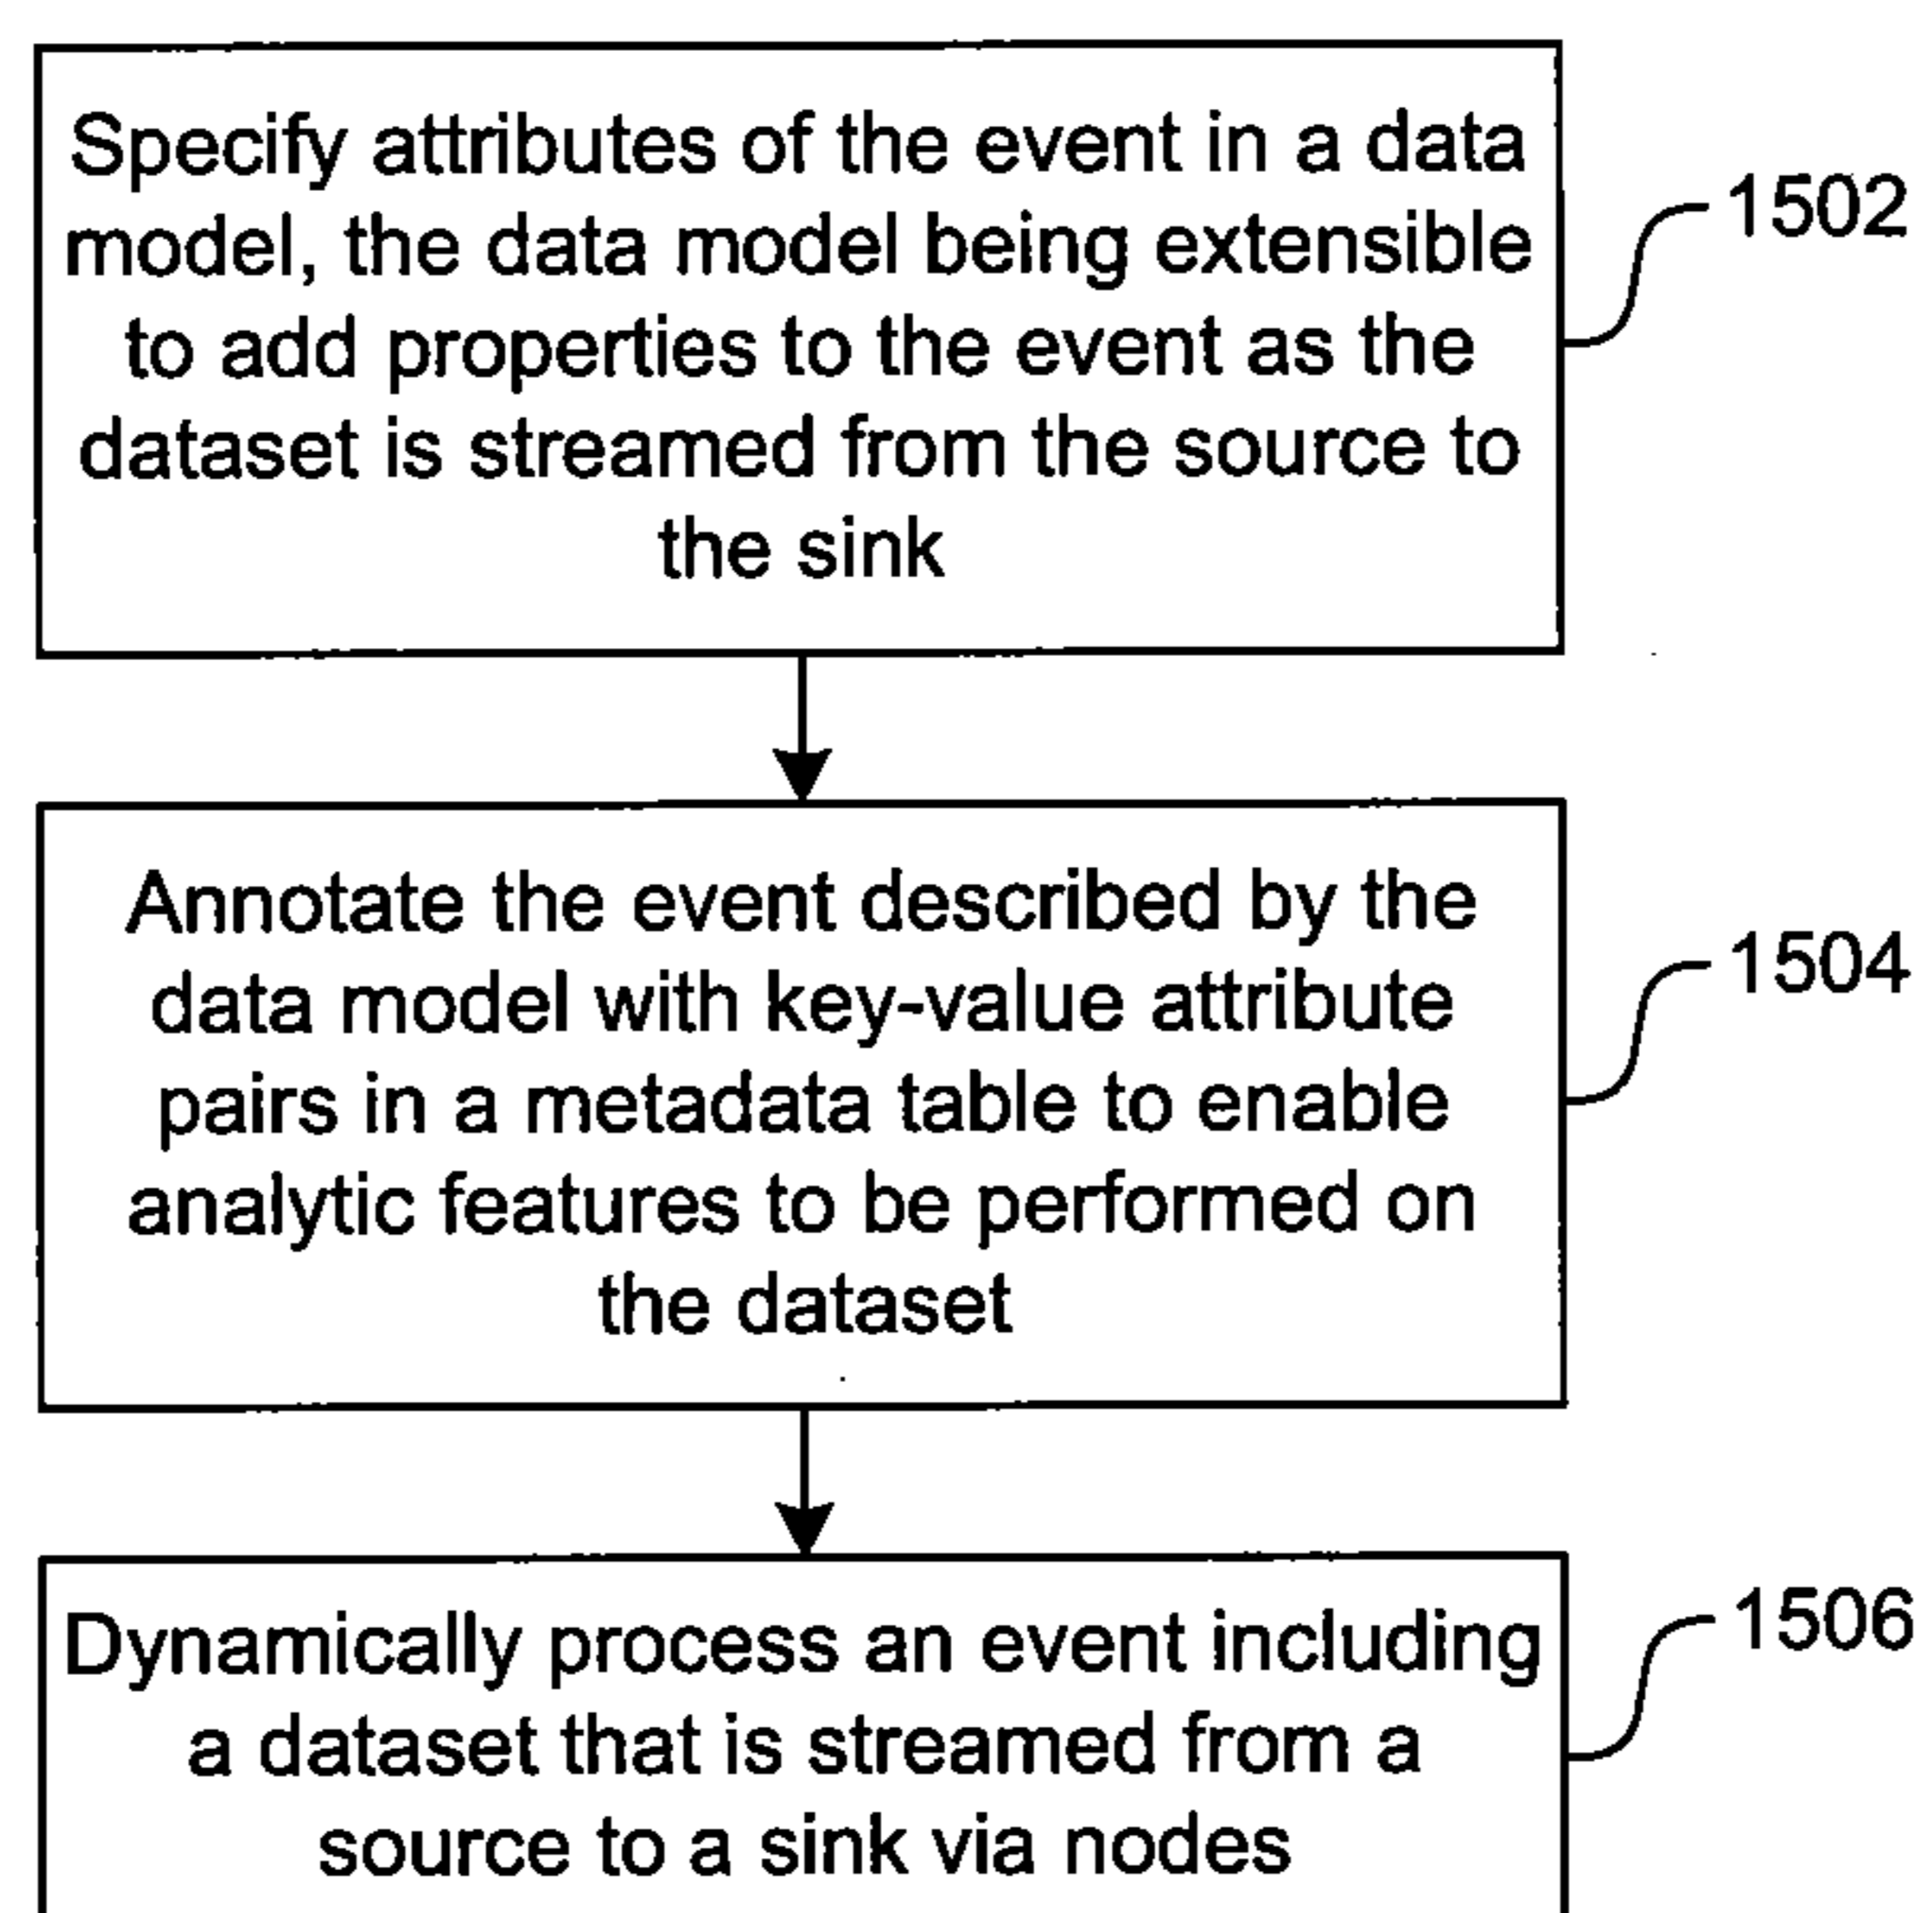 Specify attributes of the event in a data
model, the data model being extensible
to add properties to the event as the
dataset is streamed from the source to
the sink
1502
Annotate the event described by the
data model with key-value attribute
pairs in a metadata table to enable
analytic features to be performed on
the dataset
1504
Dynamically process an event including
a dataset that is streamed from a
source to a sink via nodes
1506